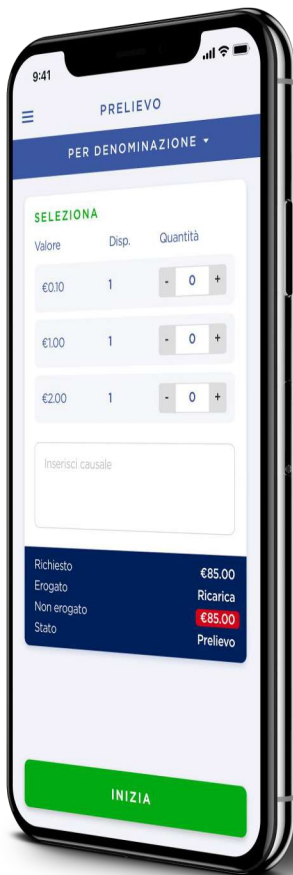 9:41
PRELIEVO
PER DENOMINAZIONE
SELEZIONA
Valore Disp. Quantità
€0.10 1 - 0 +
€1.00 1 - 0 +
€2.00 1 - 0 +
Inserisci causale
Richiesto €85.00
Erogato Ricarica
Non erogato €85.00
Stato Prelievo
INIZIA